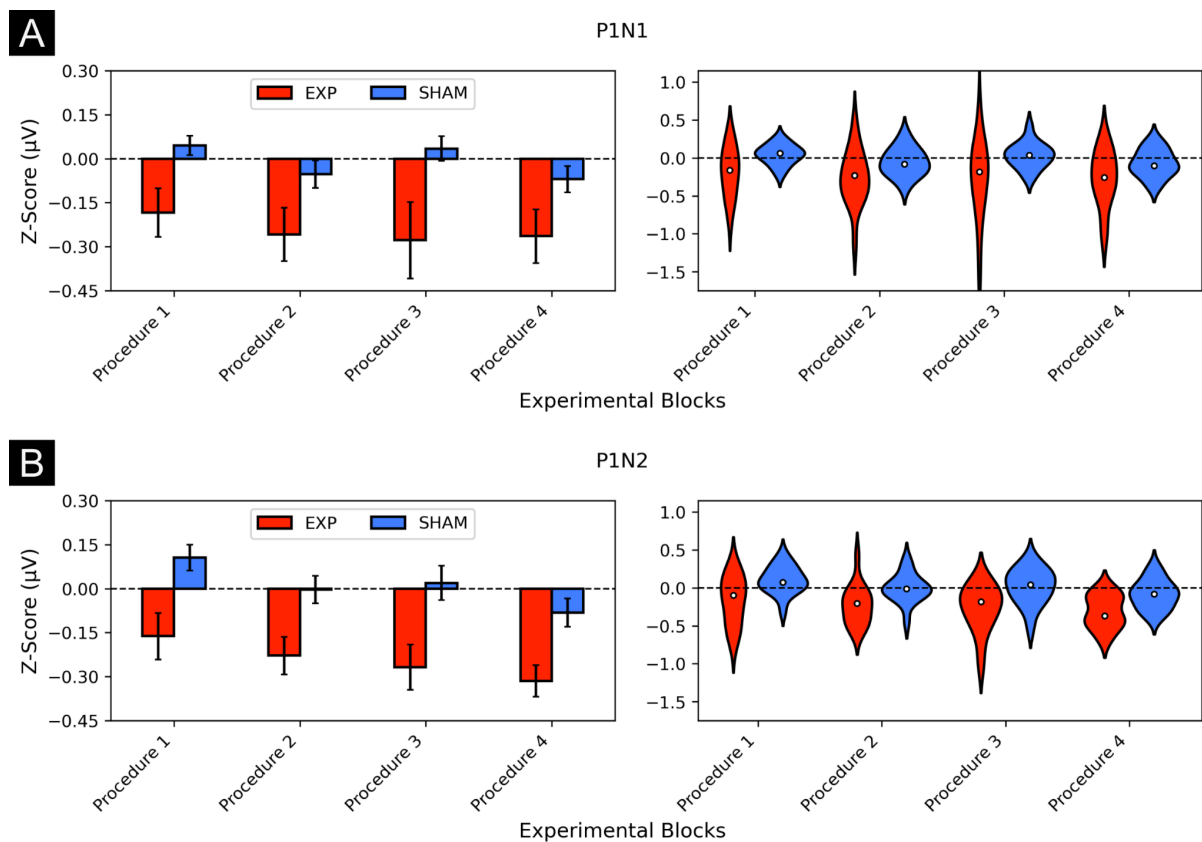 A
P1N1
0.30
0.15
0.00
−0.15
−0.30
−0.45
Z-Score (µV)
EXP
SHAM
Procedure 1
Procedure 2
Procedure 3
Procedure 4
1.0
0.5
0.0
−0.5
−1.0
−1.5
Procedure 1
Procedure 2
Procedure 3
Procedure 4
Experimental Blocks
B
P1N2
0.30
0.15
0.00
−0.15
−0.30
−0.45
Z-Score (µV)
EXP
SHAM
Procedure 1
Procedure 2
Procedure 3
Procedure 4
1.0
0.5
0.0
−0.5
−1.0
−1.5
Procedure 1
Procedure 2
Procedure 3
Procedure 4
Experimental Blocks